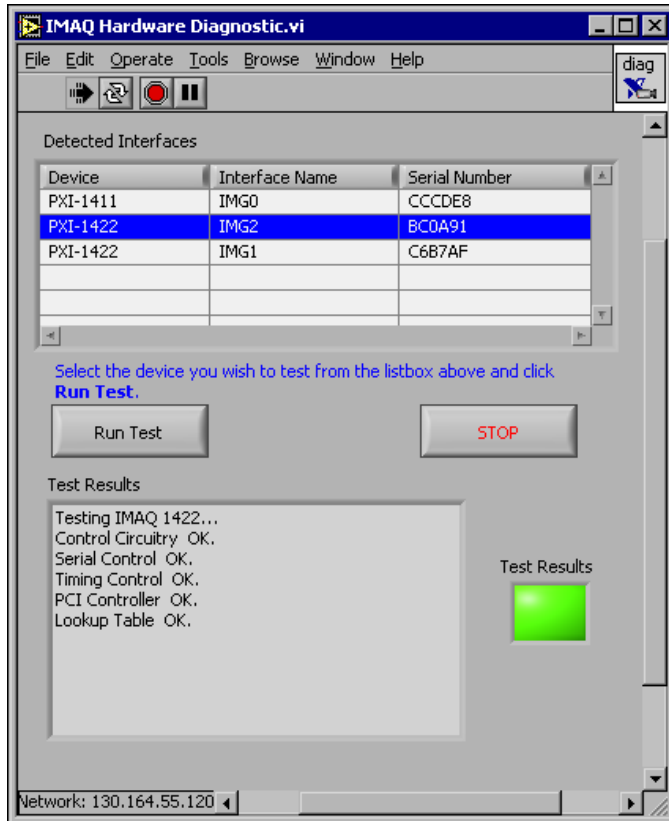 IMAQ Hardware Diagnostic.vi
File Edit Operate Tools Browse Window Help
diag
Detected Interfaces
Device Interface Name Serial Number
PXI-1411 IMG0 CCCDE8
PXI-1422 IMG2 BC0A91
PXI-1422 IMG1 C6B7AF
Select the device you wish to test from the listbox above and click
Run Test.
Run Test STOP
Test Results
Testing IMAQ 1422...
Control Circuitry OK.
Serial Control OK.
Timing Control OK.
PCI Controller OK.
Lookup Table OK.
Test Results
Network: 130.164.55.120